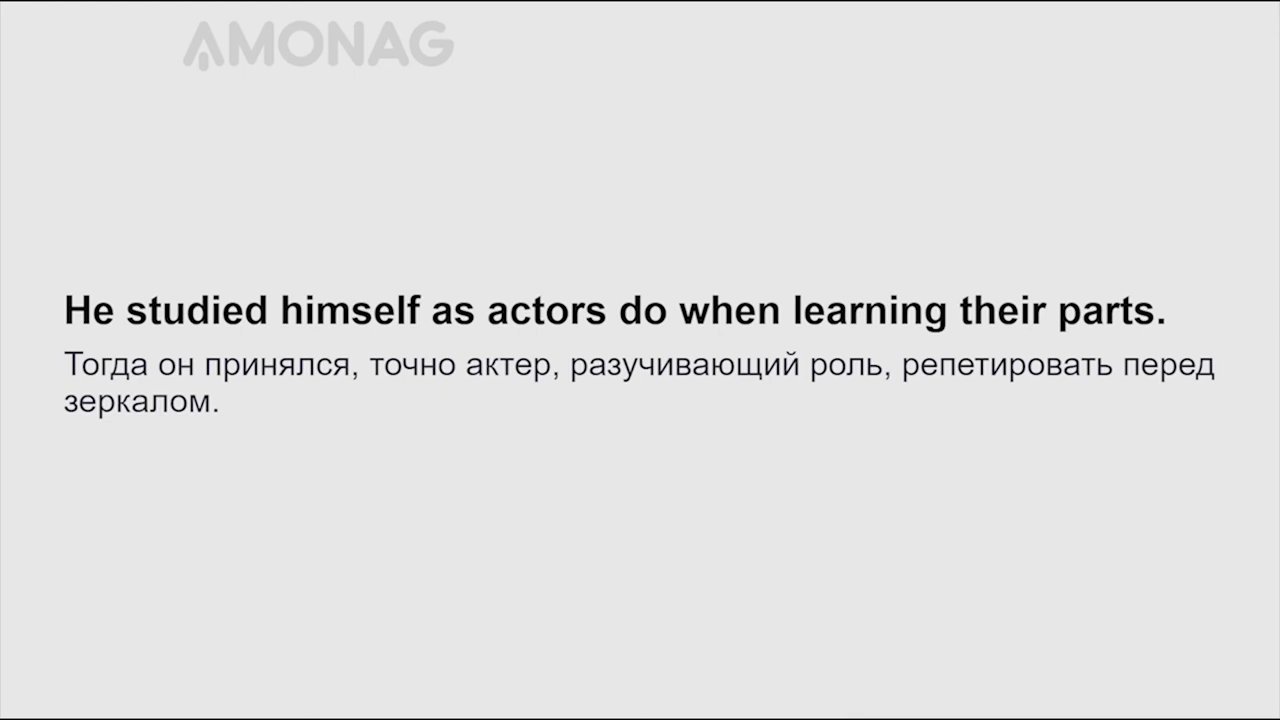 AMONAG
He studied himself as actors do when learning their parts.
Тогда он принялся, точно актер, разучивающий роль, репетировать перед
зеркалом.